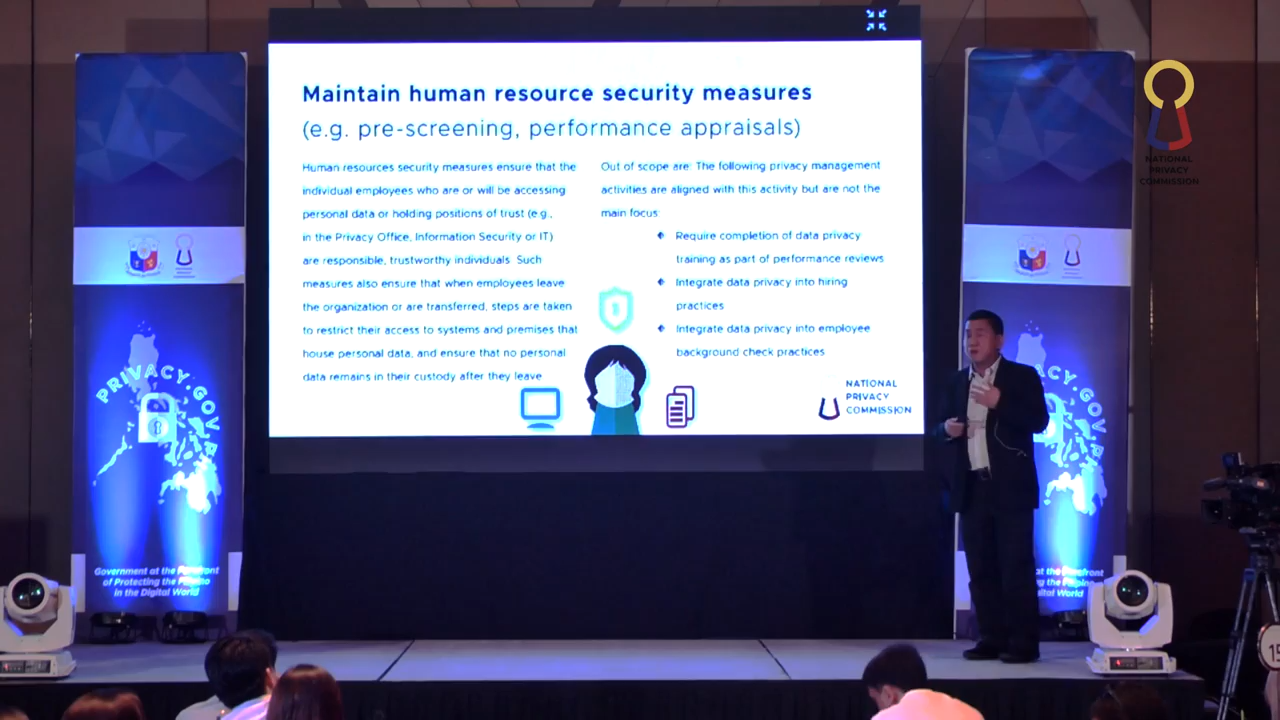 Maintain human resource security measures
(e.g. pre-screening, performance appraisals)
Human resources security measures ensure that the
individual employees who are or will be accessing
personal data or holding positions of trust (e.g.,
in the Privacy Office, Information Security or IT)
are responsible, trustworthy individuals. Such
measures also ensure that when employees leave
the organization or are transferred, steps are taken
to restrict their access to systems and premises that
house personal data, and ensure that no personal
data remains in their custody after they leave
Out of scope are: The following privacy management
activities are aligned with this activity but are not the
main focus:
Require completion of data privacy
training as part of performance reviews
Integrate data privacy into hiring
practices
Integrate data privacy into employee
background check practices
NATIONAL
PRIVACY
COMMISSION
NATIONAL
PRIVACY
COMMISSION
PRIVACY.GOV
Government at the Forefront
of Protecting the Filipino
in the Digital World
15